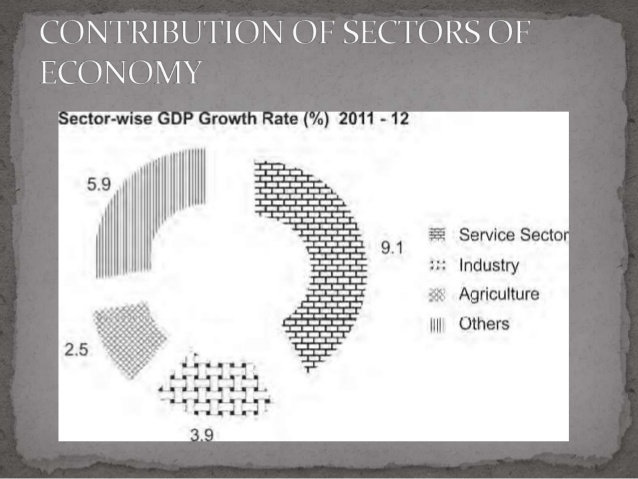 CONTRIBUTION OF SECTORS OF
ECONOMY
Sector-wise GDP Growth Rate (%) 2011 - 12
5.9
9.1
2.5
3.9
Service Sector
Industry
Agriculture
Others